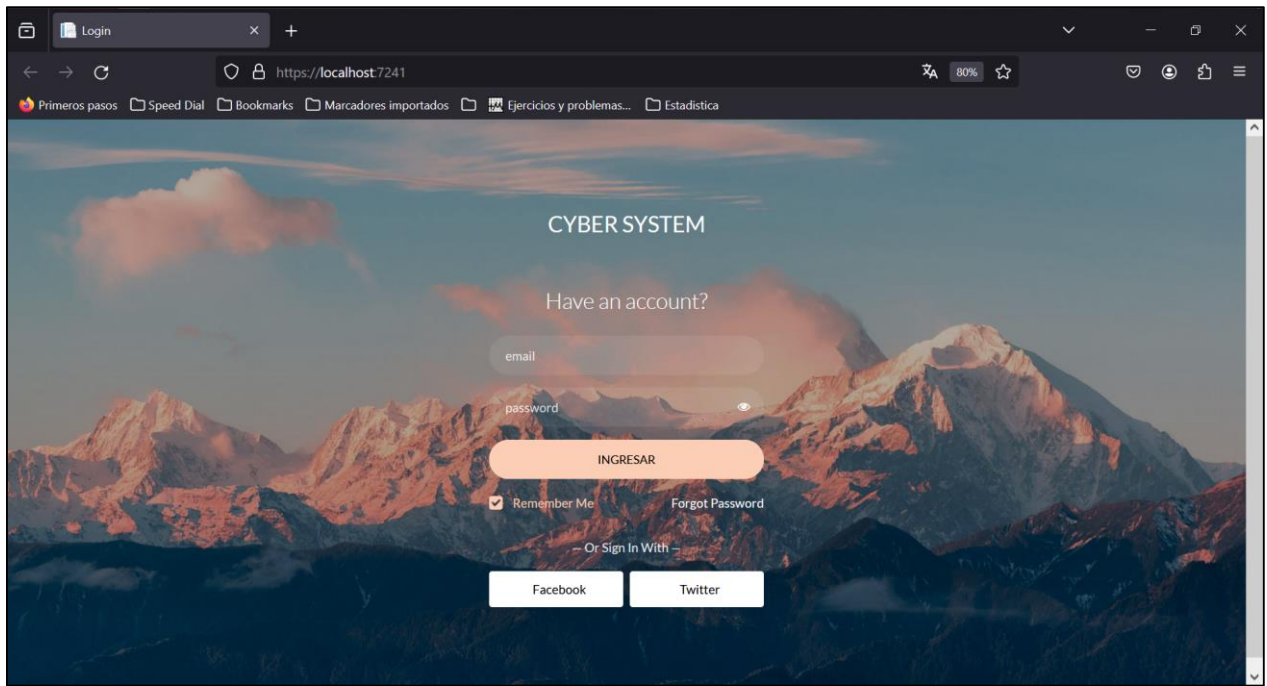 Login
https://localhost:7241
80%
Primeros pasos Speed Dial Bookmarks Marcadores importados Ejercicios y problemas... Estadistica
CYBER SYSTEM
Have an account?
email
password
INGRESAR
Remember Me Forgot Password
— Or Sign In With —
Facebook Twitter